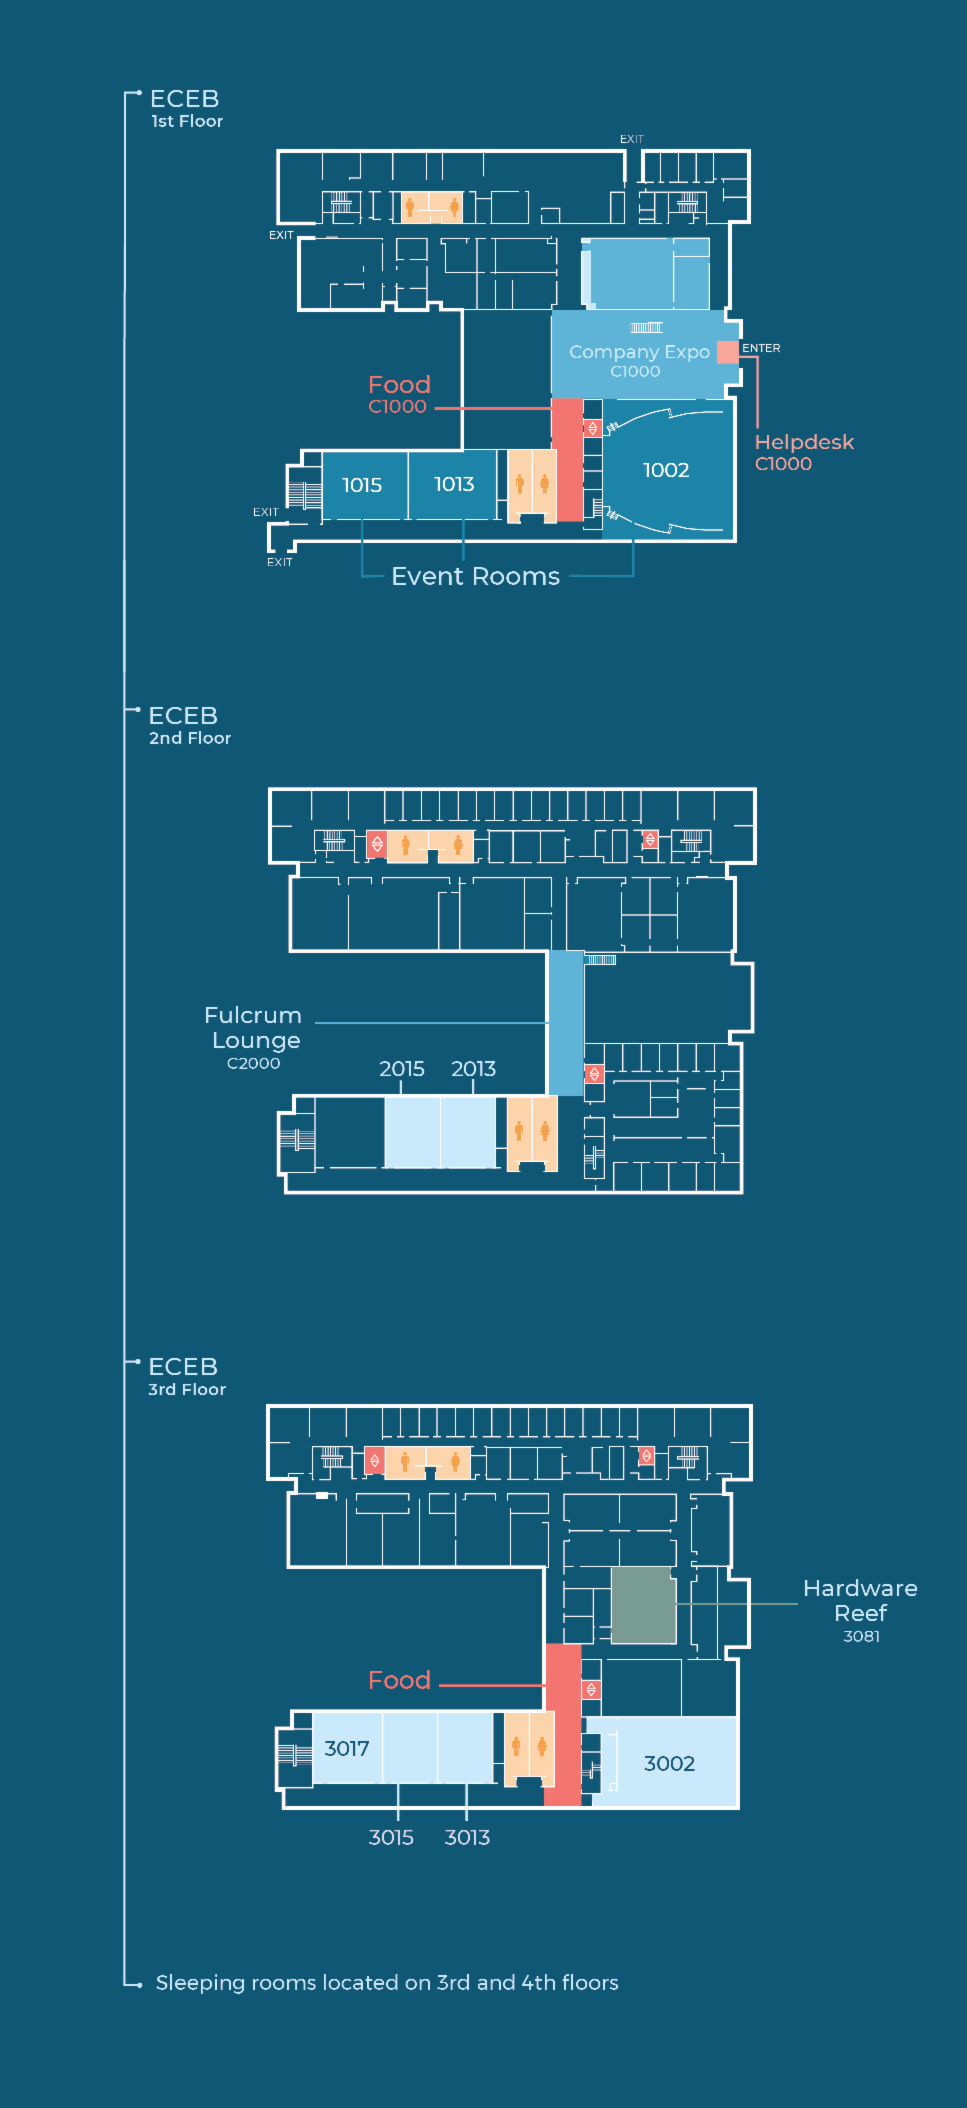 ECEB
1st Floor
EXIT
EXIT
Company Expo
C1000
ENTER
Food
C1000
Helpdesk
C1000
1015
1013
1002
EXIT
EXIT
Event Rooms
ECEB
2nd Floor
Fulcrum
Lounge
C2000
2015
2013
ECEB
3rd Floor
Hardware
Reef
3081
Food
3017
3002
3015
3013
Sleeping rooms located on 3rd and 4th floors